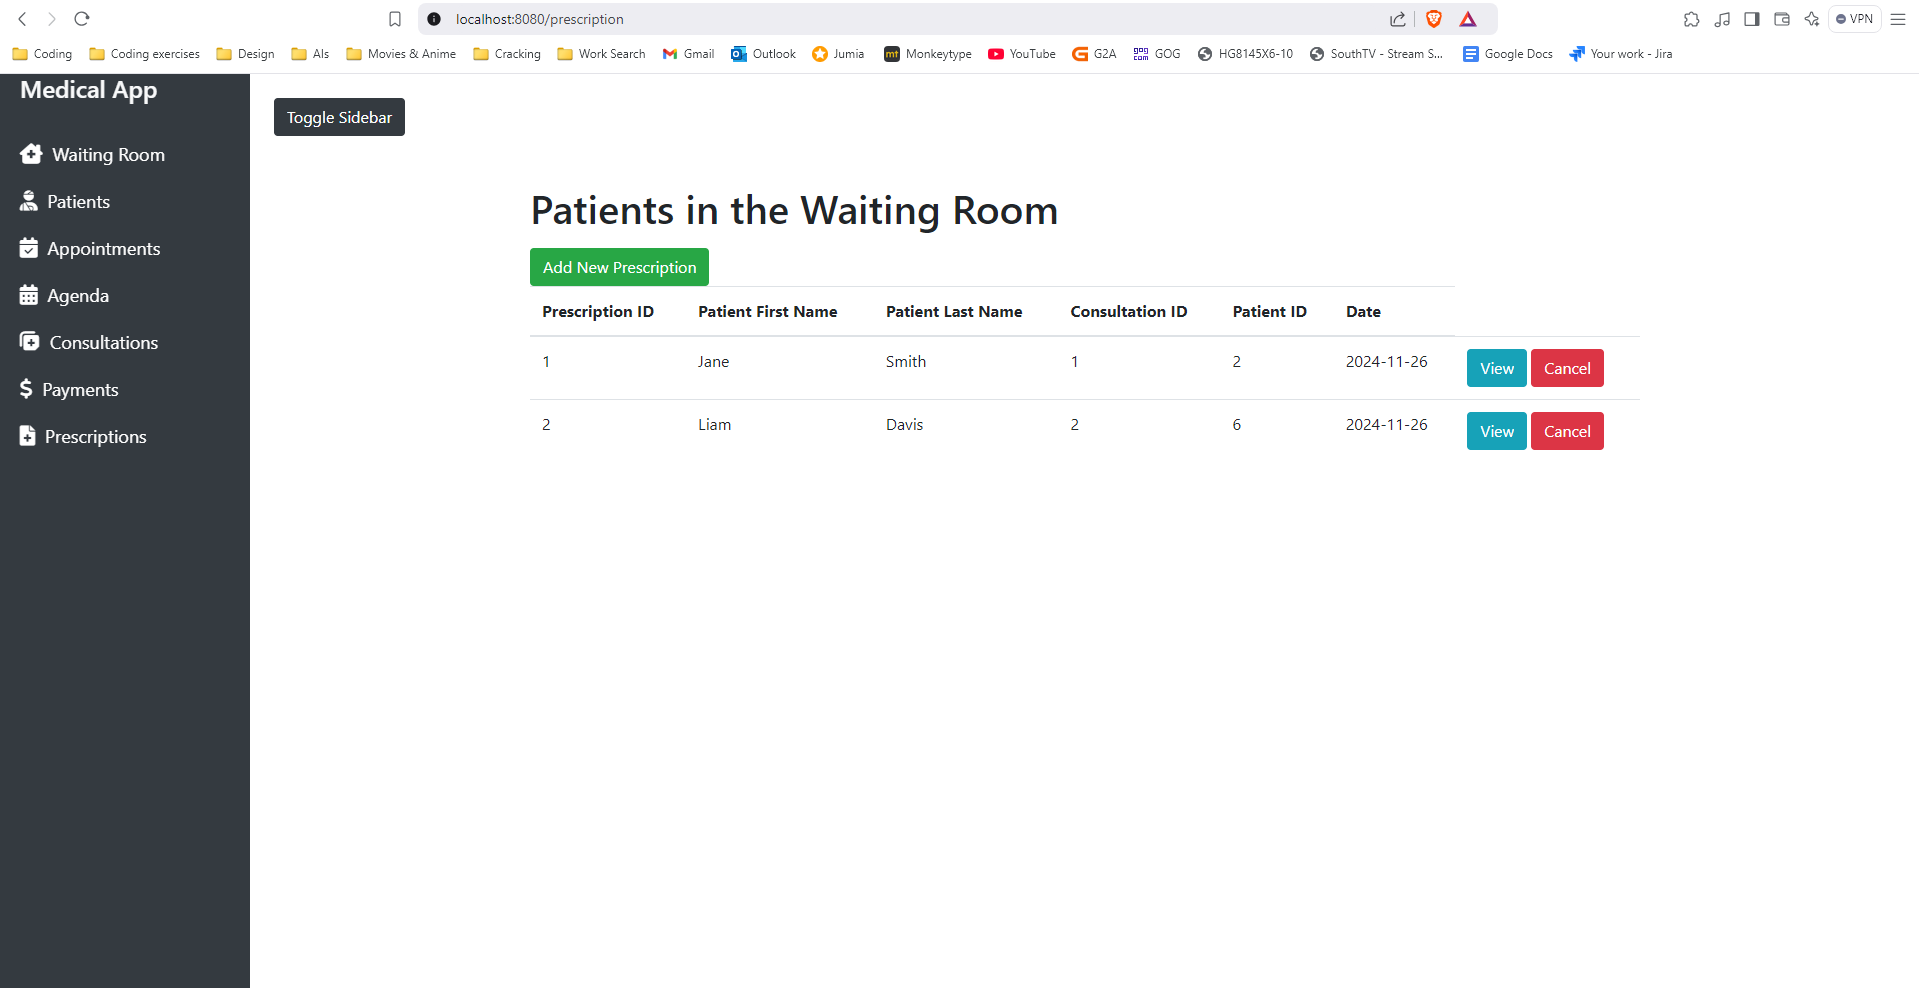 localhost:8080/prescription
VPN
Coding Coding exercises Design AIs Movies & Anime Cracking Work Search Gmail Outlook Jumia mt Monkeytype YouTube G2A GOG COM GOG HG8145X6-10 SouthTV - Stream S... Google Docs Your work - Jira
Medical App
Toggle Sidebar
Waiting Room
Patients
Appointments
Agenda
Consultations
Payments
Prescriptions
Patients in the Waiting Room
Add New Prescription
Prescription ID Patient First Name Patient Last Name Consultation ID Patient ID Date
1 Jane Smith 1 2 2024-11-26 View Cancel
2 Liam Davis 2 6 2024-11-26 View Cancel